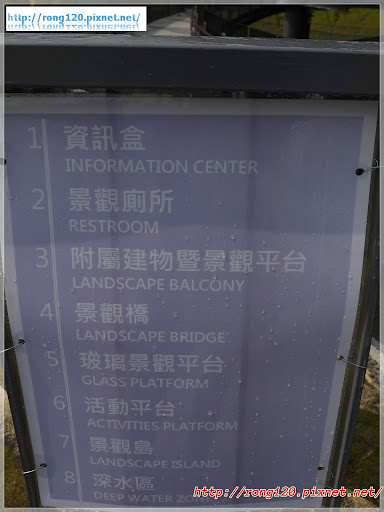 http://rong120.pixnet.net/
1 資訊盒
INFORMATION CENTER
2 景觀廁所
RESTROOM
3 附屬建物暨景觀平台
LANDSCAPE BALCONY
4 景觀橋
LANDSCAPE BRIDGE
5 玻璃景觀平台
GLASS PLATFORM
6 活動平台
ACTIVITIES PLATFORM
7 景觀島
LANDSCAPE ISLAND
8 深水區
DEEP WATER ZONE
http://rong120.pixnet.net/